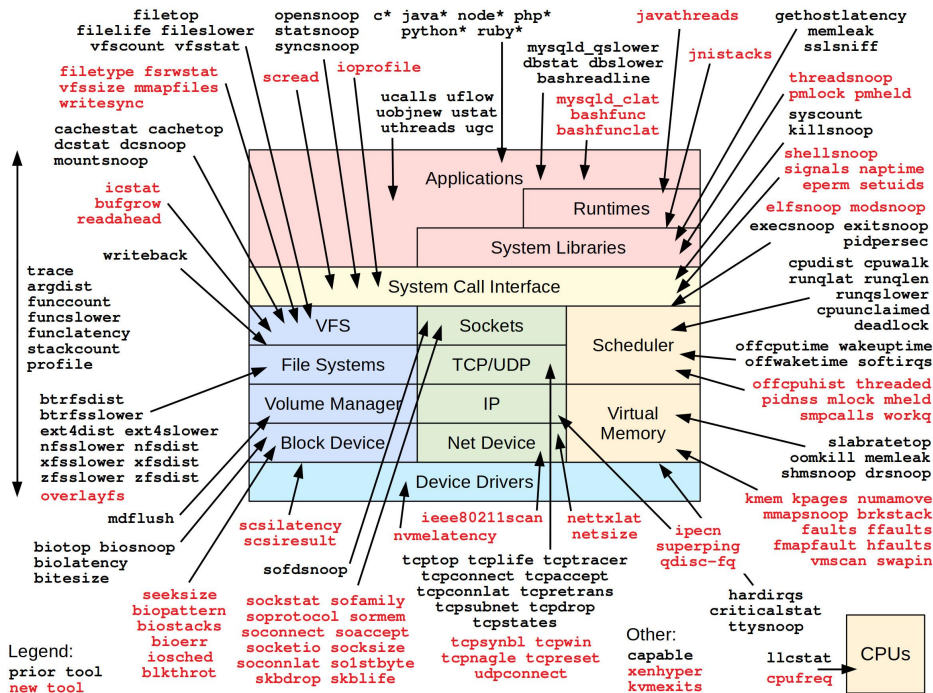 filetop
filelife fileslower
vfscount vfsstat
opensnoop
statsnoop
syncsnoop
c* java* node* php*
python* ruby*
javathreads
gethostlatency
memleak
sslsniff
mysqld_qslower
dbstat dbslower
bashreadline
jnistacks
filetype fsrwstat
vfssize mmapfiles
writesync
scread
ioprofile
ucalls uflow
uobjnew ustat
uthreads ugc
mysqld_clat
bashfunc
bashfunclat
threadsnoop
pmlock pmheld
syscount
killsnoop
cachestat cachetop
dcstat dcsnoop
mountsnoop
shellsnoop
signals naptime
eperm setuids
Applications
icstat
bufgrow
readahead
Runtimes
elfsnoop modsnoop
System Libraries
execsnoop exitsnoop
pidpersec
writeback
System Call Interface
cpudist cpuwalk
runqlat runqlen
runqslower
cpuunclaimed
deadlock
trace
argdist
funccount
funcslower
funclatency
stackcount
profile
VFS
Sockets
Scheduler
File Systems
TCP/UDP
offcputime wakeuptime
offwaketime softirqs
offcpuhist threaded
pidnss mlock mheld
smpcalls workq
btrfsdist
btrfsslower
ext4dist ext4slower
nfsslower nfsdist
xfsslower xfsdist
zfsslower zfsdist
overlayfs
Volume Manager
IP
Virtual
Memory
Block Device
Net Device
slabratetop
oomkill memleak
shmsnoop drsnoop
Device Drivers
kmem kpages numamove
mmapsnoop brkstack
faults ffaults
fmapfault hfaults
vmscan swapin
mdflush
scsilatency
scsiresult
ieee80211scan
nvmelatency
nettxlat
netsize
ipecn
superping
qdisc-fq
biotop biosnoop
biolatency
bitesize
sofdsnoop
tcptop tcplife tcptracer
tcpconnect tcpaccept
tcpconnlat tcpretrans
tcpsubnet tcpdrop
tcpstates
seeksize
biopattern
biostacks
bioerr
iosched
blkthrot
sockstat sofamily
soprotocol sormem
soconnect soaccept
socketio socksize
soconnlat so1stbyte
skbdrop skblife
tcpsynbl tcpwin
tcpnagle tcpreset
udpconnect
hardirqs
criticalstat
ttysnoop
Legend:
prior tool
new tool
Other:
capable
xenhyper
kvmexits
llcstat
cpufreq
CPUs